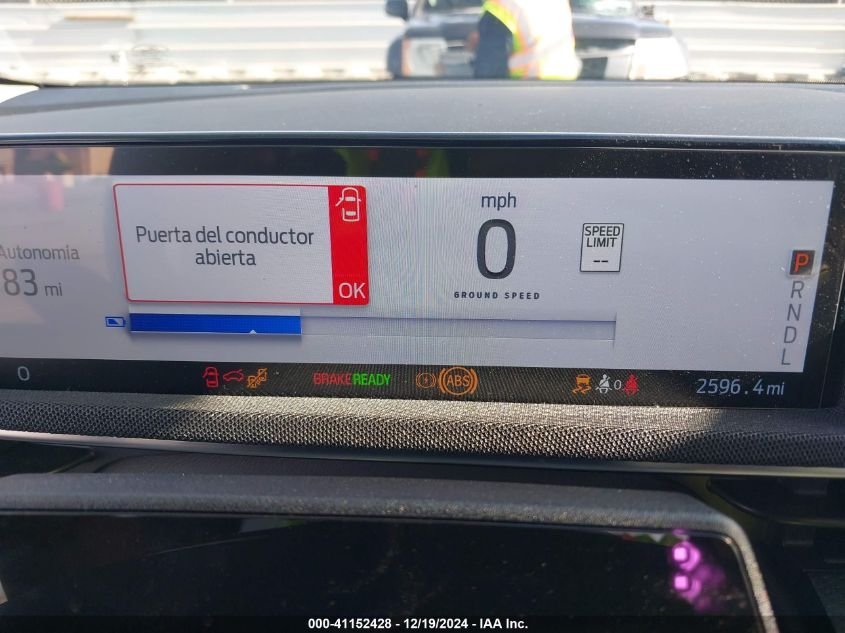 Puerta del conductor
abierta
OK
Autonomía
83 mi
mph
0
GROUND SPEED
SPEED
LIMIT
--
P
R
N
D
L
0
BRAKE READY
ABS
0
2596.4 mi
000-41152428 - 12/19/2024 - IAA Inc.